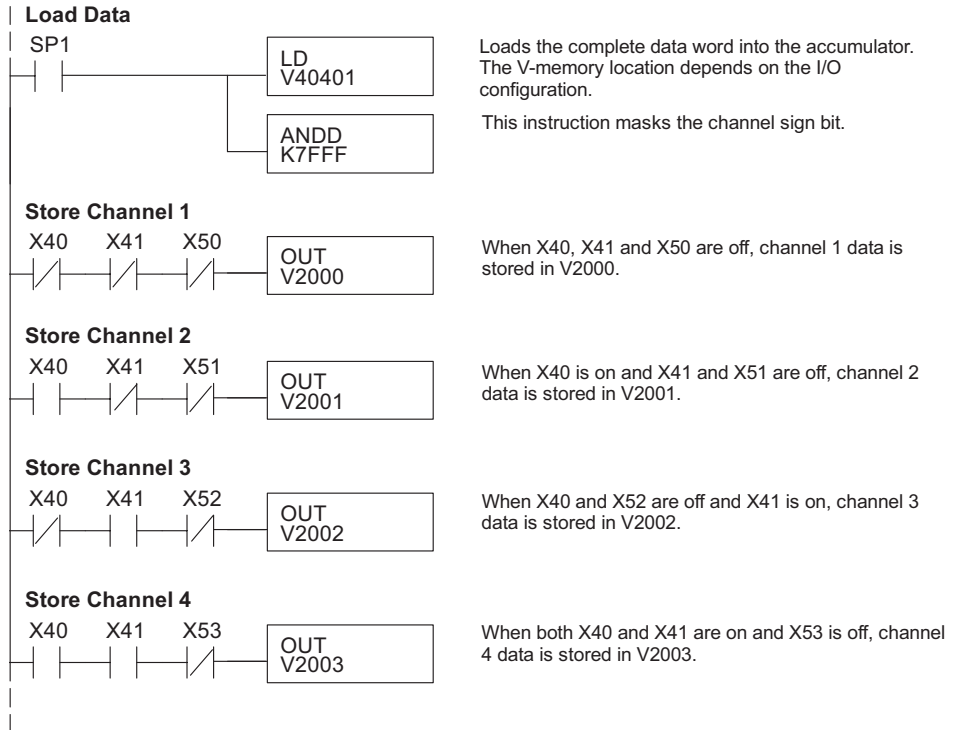 Load Data
SP1
LD
V40401
Loads the complete data word into the accumulator.
The V-memory location depends on the I/O
configuration.
ANDD
K7FFF
This instruction masks the channel sign bit.
Store Channel 1
X40 X41 X50
OUT
V2000
When X40, X41 and X50 are off, channel 1 data is
stored in V2000.
Store Channel 2
X40 X41 X51
OUT
V2001
When X40 is on and X41 and X51 are off, channel 2
data is stored in V2001.
Store Channel 3
X40 X41 X52
OUT
V2002
When X40 and X52 are off and X41 is on, channel 3
data is stored in V2002.
Store Channel 4
X40 X41 X53
OUT
V2003
When both X40 and X41 are on and X53 is off, channel
4 data is stored in V2003.